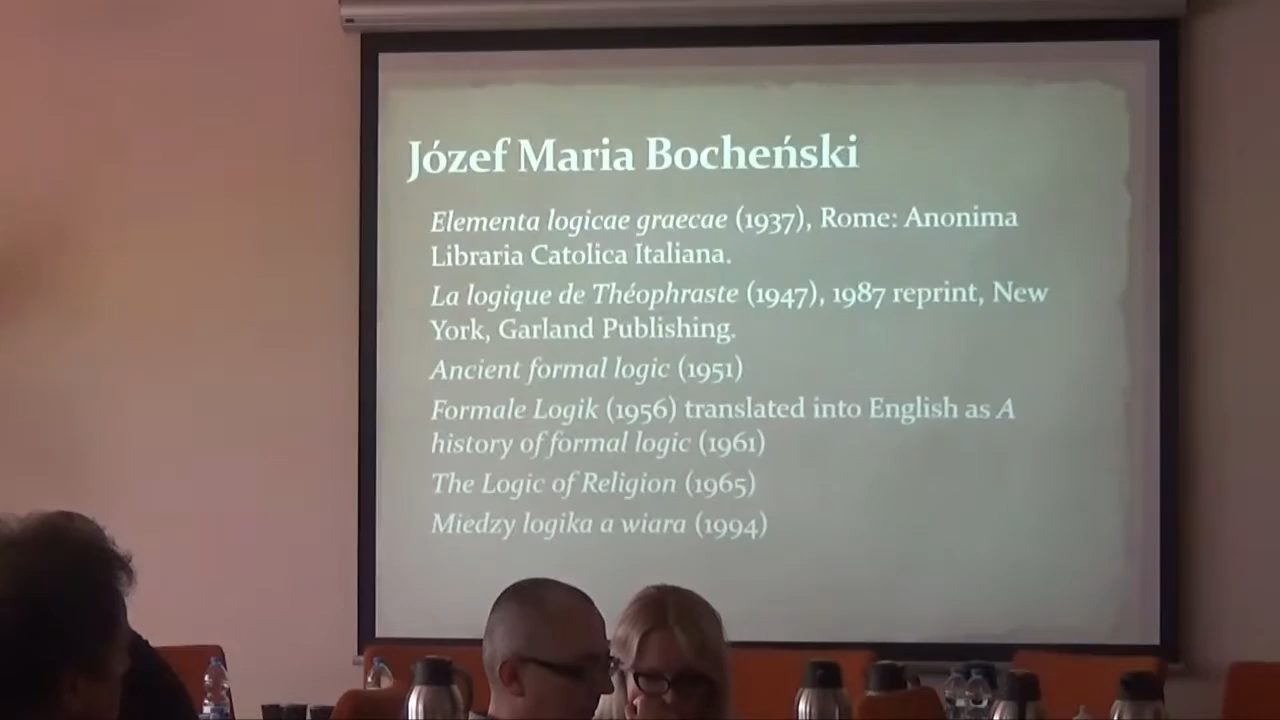 Józef Maria Bocheński
Elementa logicae graecae (1937), Rome: Anonima
Libraria Catolica Italiana.
La logique de Théophraste (1947), 1987 reprint, New
York, Garland Publishing.
Ancient formal logic (1951)
Formale Logik (1956) translated into English as A
history of formal logic (1961)
The Logic of Religion (1965)
Miedzy logika a wiara (1994)